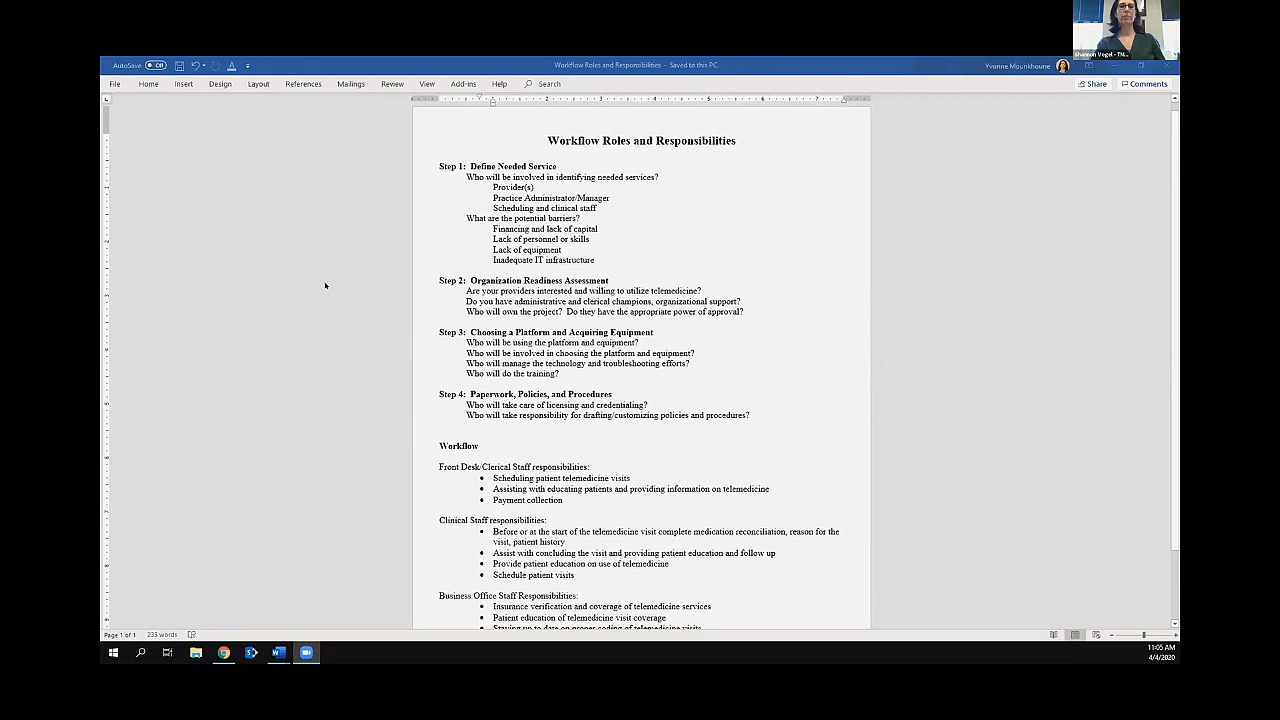 Shannon Vogel - TM...
AutoSave Off
Workflow Roles and Responsibilities - Saved to this PC
Yvonne Mounkhoune
File Home Insert Design Layout References Mailings Review View Add-ins Help Search Share Comments
Workflow Roles and Responsibilities
Step 1: Define Needed Service
Who will be involved in identifying needed services?
Provider(s)
Practice Administrator/Manager
Scheduling and clinical staff
What are the potential barriers?
Financing and lack of capital
Lack of personnel or skills
Lack of equipment
Inadequate IT infrastructure
Step 2: Organization Readiness Assessment
Are your providers interested and willing to utilize telemedicine?
Do you have administrative and clerical champions, organizational support?
Who will own the project? Do they have the appropriate power of approval?
Step 3: Choosing a Platform and Acquiring Equipment
Who will be using the platform and equipment?
Who will be involved in choosing the platform and equipment?
Who will manage the technology and troubleshooting efforts?
Who will do the training?
Step 4: Paperwork, Policies, and Procedures
Who will take care of licensing and credentialing?
Who will take responsibility for drafting/customizing policies and procedures?
Workflow
Front Desk/Clerical Staff responsibilities:
• Scheduling patient telemedicine visits
• Assisting with educating patients and providing information on telemedicine
• Payment collection
Clinical Staff responsibilities:
• Before or at the start of the telemedicine visit complete medication reconciliation, reason for the
visit, patient history
• Assist with concluding the visit and providing patient education and follow up
• Provide patient education on use of telemedicine
• Schedule patient visits
Business Office Staff Responsibilities:
• Insurance verification and coverage of telemedicine services
• Patient education of telemedicine visit coverage
• Staying up to date on proper coding of telemedicine visits
Page 1 of 1 235 words
11:05 AM
4/4/2020